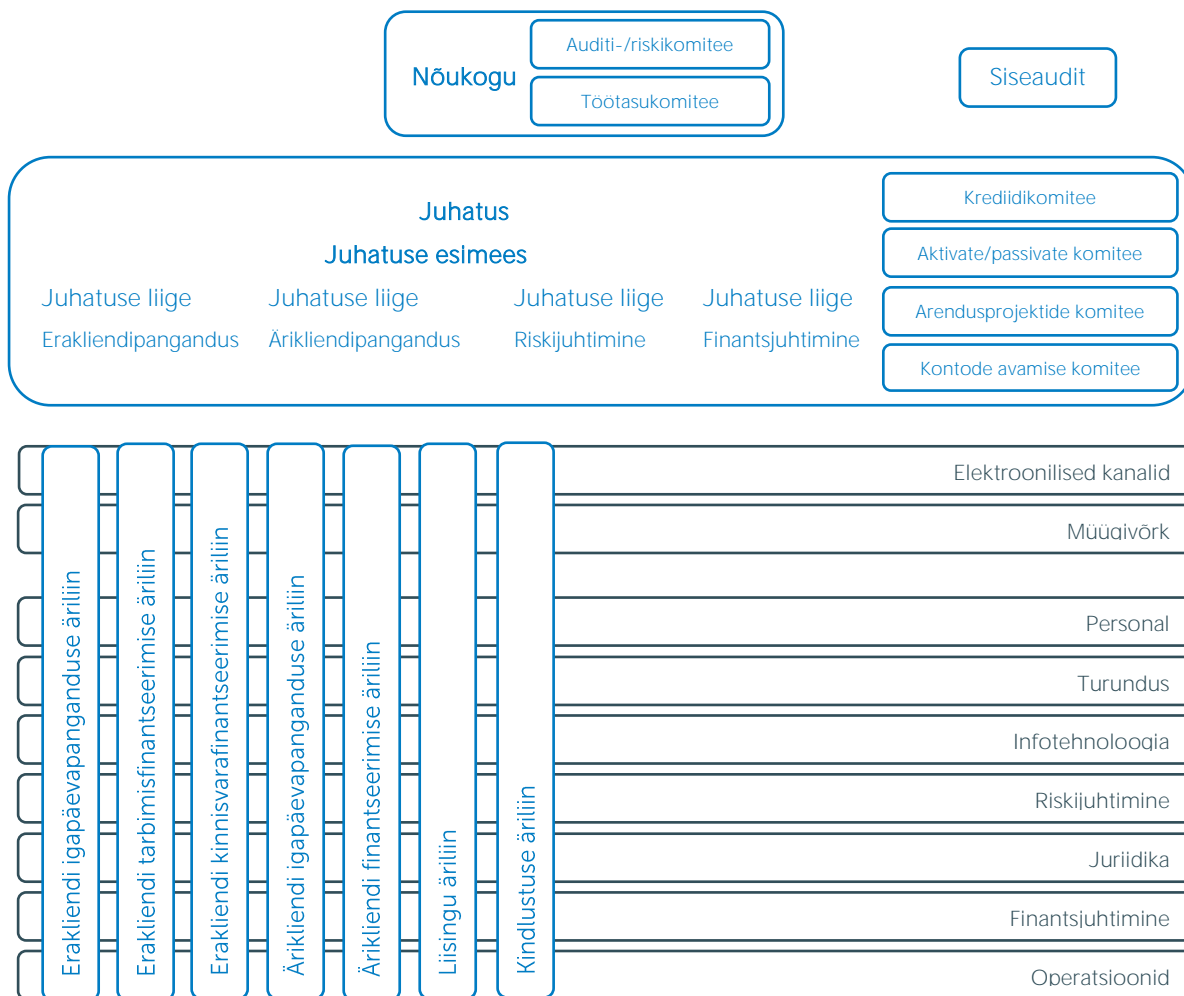 Auditi-/riskikomitee
Nõukogu
Töötasukomitee
Siseaudit
Juhatus
Juhatuse esimees
Juhatuse liige
Erakliendipangandus
Juhatuse liige
Ärikliendipangandus
Juhatuse liige
Riskijuhtimine
Juhatuse liige
Finantsjuhtimine
Krediidikomitee
Aktivate/passivate komitee
Arendusprojektide komitee
Kontode avamise komitee
Erakliendi igapäevapanganduse äriliin
Erakliendi tarbimisfinantseerimise äriliin
Erakliendi kinnisvarafinantseerimise äriliin
Ärikliendi igapäevapanganduse äriliin
Ärikliendi finantseerimise äriliin
Liisingu äriliin
Kindlustuse äriliin
Elektroonilised kanalid
Müügivõrk
Personal
Turundus
Infotehnoloogia
Riskijuhtimine
Juriidika
Finantsjuhtimine
Operatsioonid